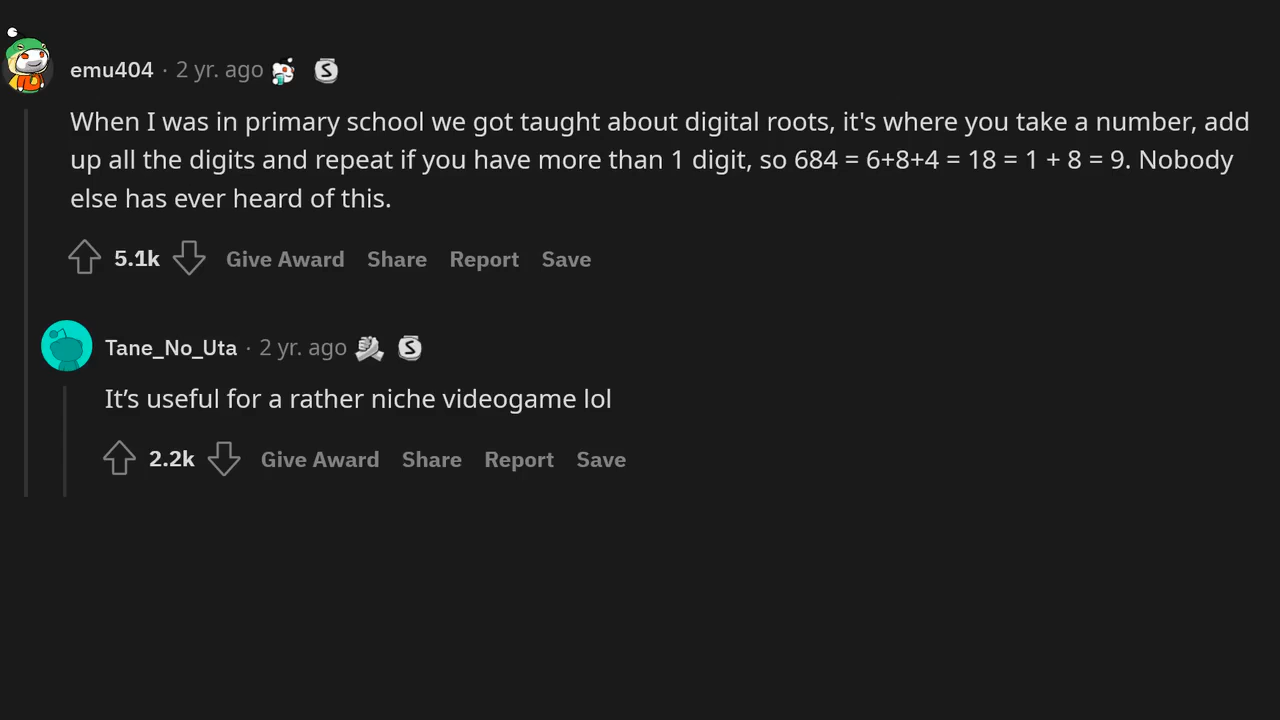 emu404 · 2 yr. ago
When I was in primary school we got taught about digital roots, it's where you take a number, add
up all the digits and repeat if you have more than 1 digit, so 684 = 6+8+4 = 18 = 1 + 8 = 9. Nobody
else has ever heard of this.
5.1k Give Award Share Report Save
Tane_No_Uta · 2 yr. ago
It’s useful for a rather niche videogame lol
2.2k Give Award Share Report Save